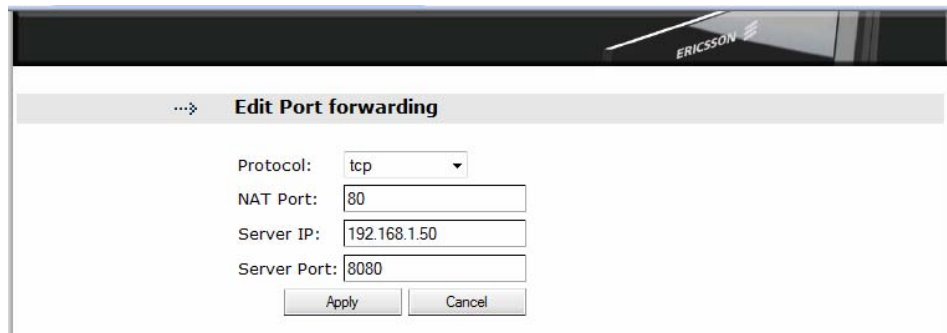 ERICSSON
Edit Port forwarding
Protocol: tcp
NAT Port: 80
Server IP: 192.168.1.50
Server Port: 8080
Apply Cancel